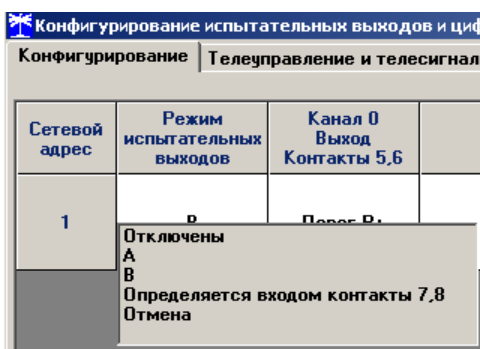 Конфигурирование испытательных выходов и циф
Конфигурирование Телеуправление и телесигнал
Сетевой адрес
Режим испытательных выходов
Канал 0 Выход Контакты 5,6
1
Отключены
A
B
Определяется входом контакты 7,8
Отмена